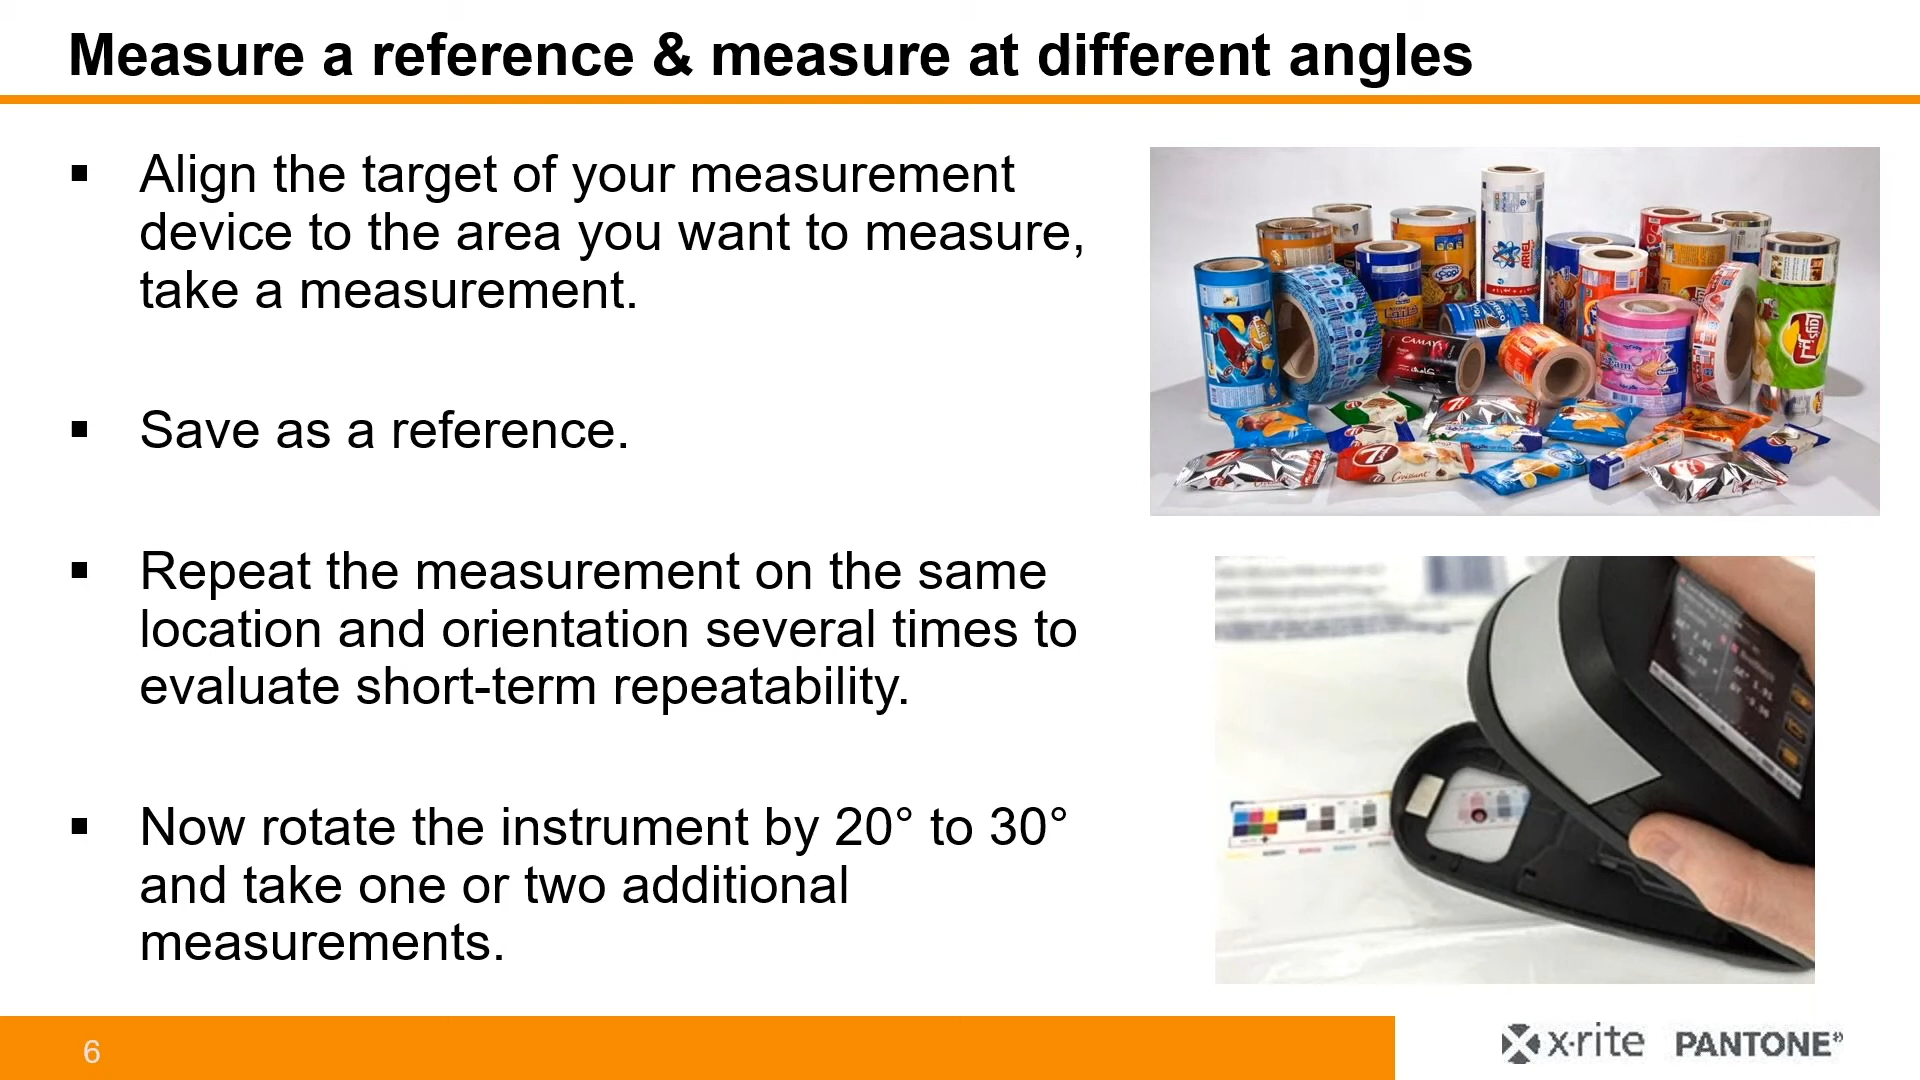 Measure a reference & measure at different angles
▪ Align the target of your measurement
device to the area you want to measure,
take a measurement.
▪ Save as a reference.
▪ Repeat the measurement on the same
location and orientation several times to
evaluate short-term repeatability.
▪ Now rotate the instrument by 20° to 30°
and take one or two additional
measurements.
ARIEL
CAMAY
Croissant
6
x·rite PANTONE®